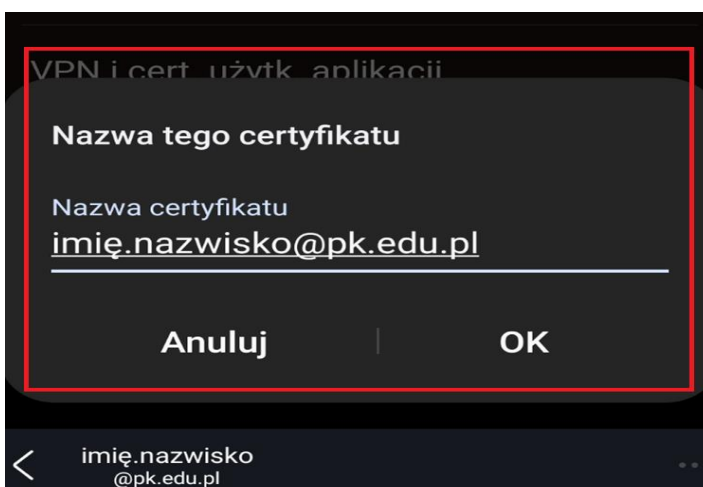 VPN i cert. użytk. aplikacji
Nazwa tego certyfikatu
Nazwa certyfikatu
imię.nazwisko@pk.edu.pl
Anuluj
OK
imię.nazwisko
@pk.edu.pl